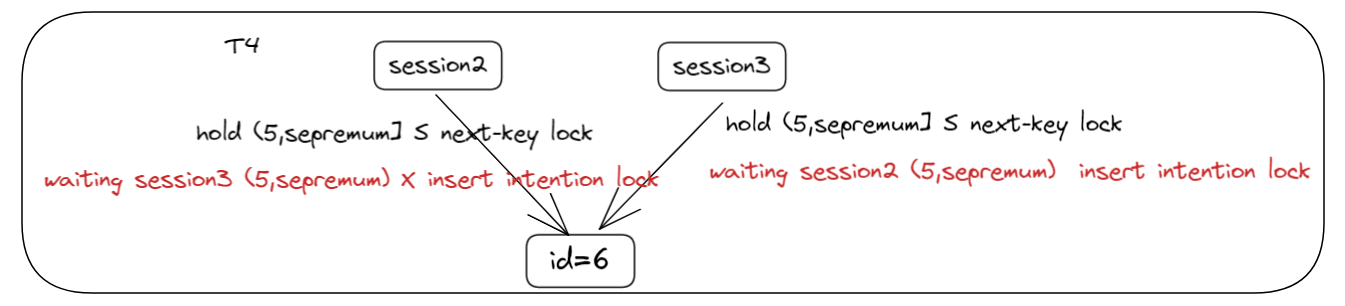 T4
session2
session3
hold (5,sepremum] S next-key lock
hold (5,sepremum] S next-key lock
waiting session3 (5,sepremum) X insert intention lock
waiting session2 (5,sepremum) insert intention lock
id=6